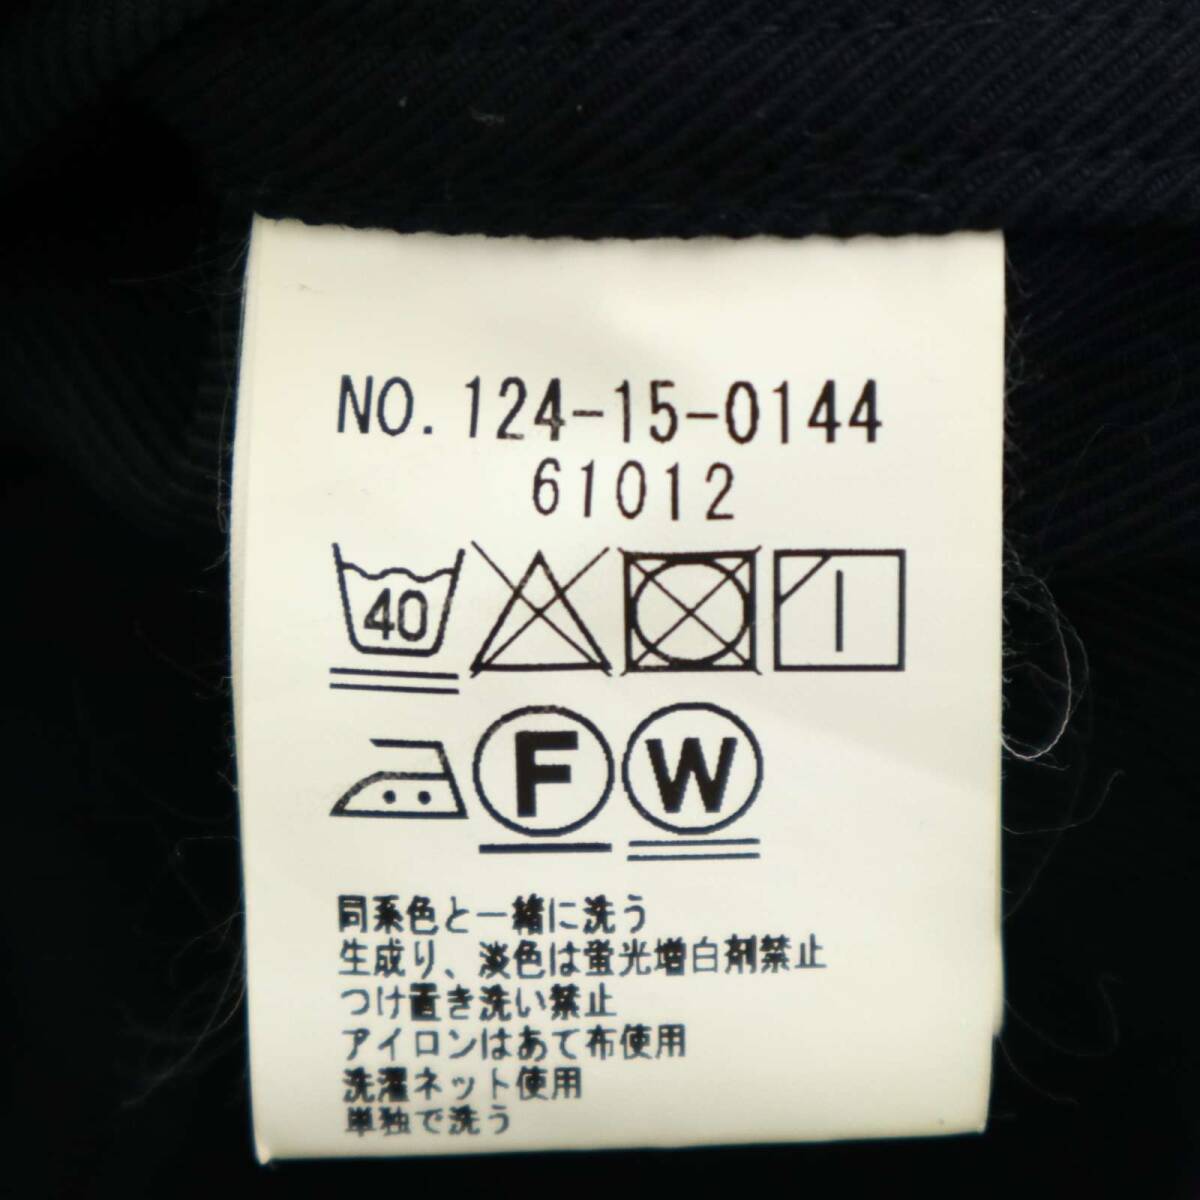 NO. 124-15-0144
61012
40
F W
同系色と一緒に洗う
生成り、淡色は蛍光増白剤禁止
つけ置き洗い禁止
アイロンはあて布使用
洗濯ネット使用
単独で洗う